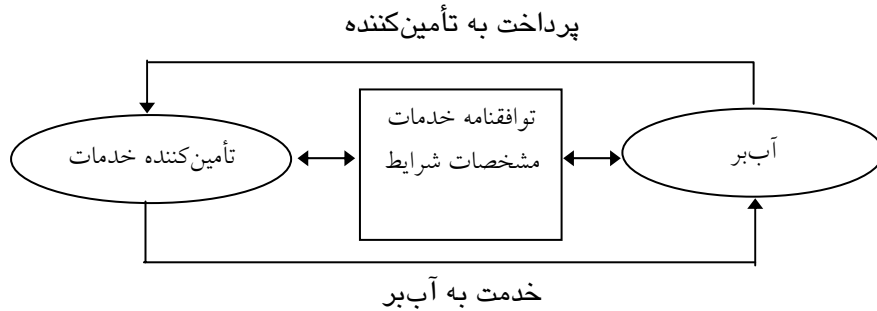 پرداخت به تأمین‌کننده
توافقنامه خدمات
مشخصات شرایط
آب‌بر
تأمین‌کننده خدمات
خدمت به آب‌بر